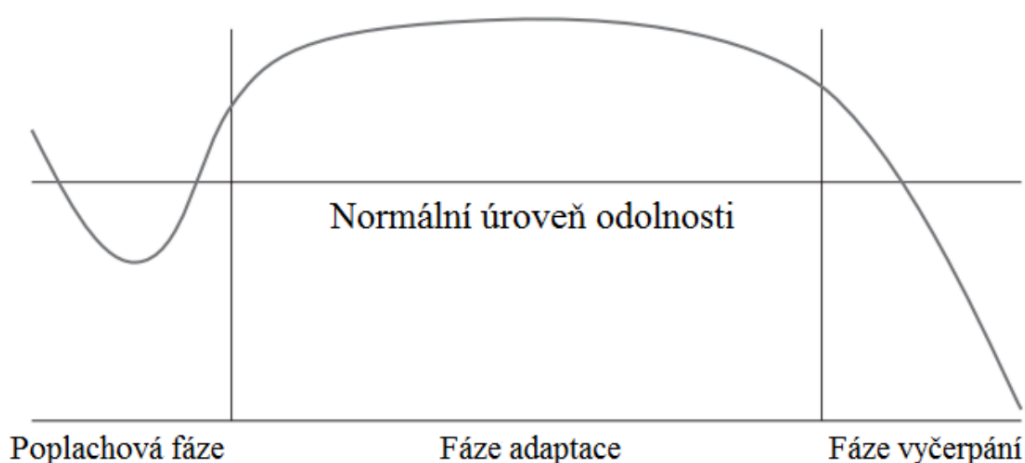 Normální úroveň odolnosti
Poplachová fáze
Fáze adaptace
Fáze vyčerpání